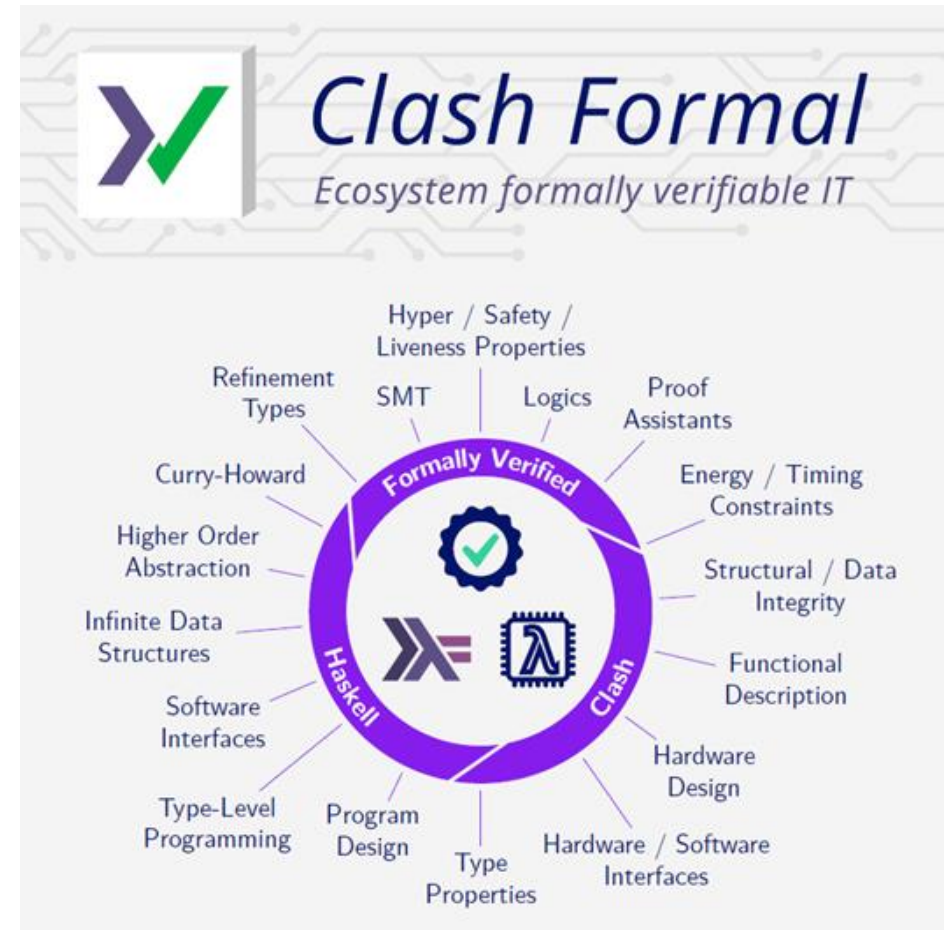 Clash Formal
Ecosystem formally verifiable IT
Hyper / Safety /
Liveness Properties
Refinement
Types
SMT
Logics
Proof
Assistants
Curry-Howard
Energy / Timing
Constraints
Higher Order
Abstraction
Structural / Data
Integrity
Infinite Data
Structures
Functional
Description
Software
Interfaces
Hardware
Design
Type-Level
Programming
Program
Design
Type
Properties
Hardware / Software
Interfaces
Formally Verified
Haskell
Clash